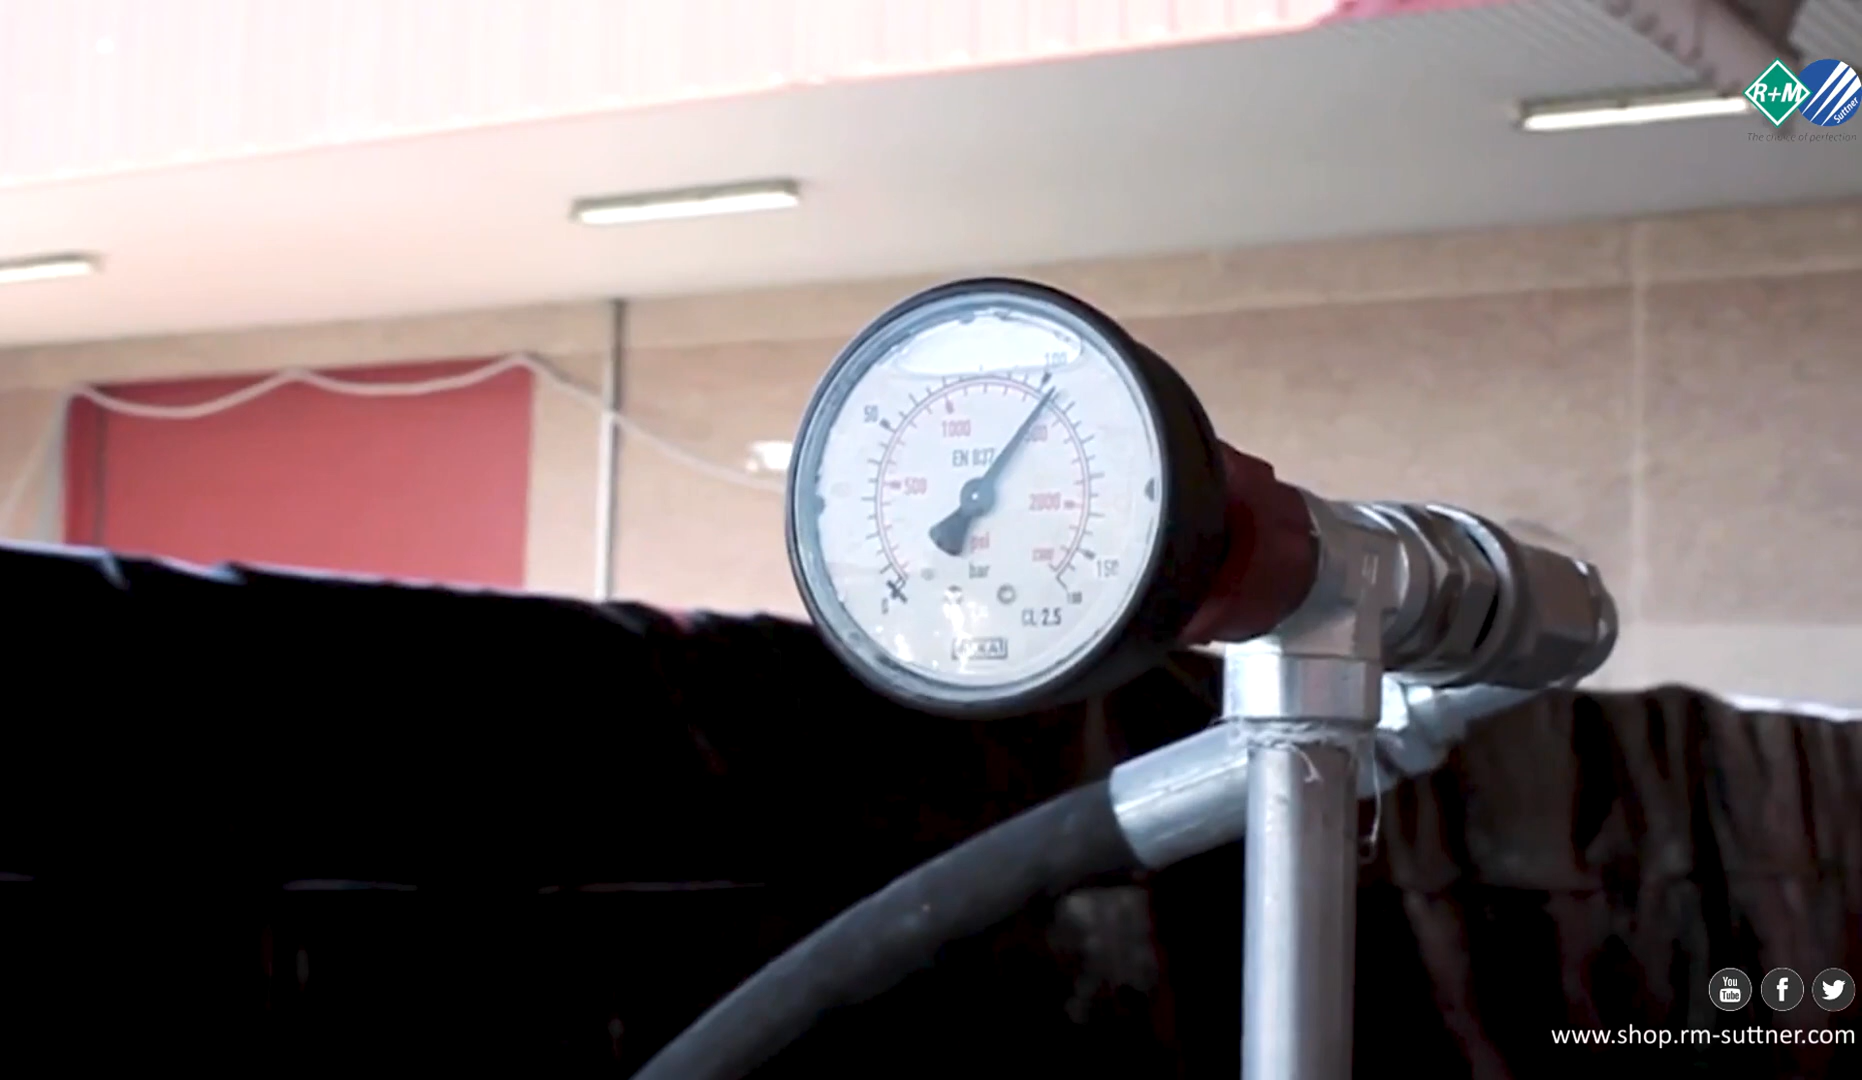 R+M
Suttner
The choice of perfection
100
50
1000
EN 837
500
2000
psi
bar
150
0
CL 2.5
WIKA
You
Tube
www.shop.rm-suttner.com